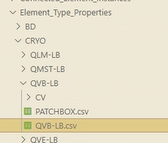 Element_Type_Properties
BD
CRYO
QLM-LB
QMST-LB
QVB-LB
CV
PATCHBOX.csv
QVB-LB.csv
QVE-LB